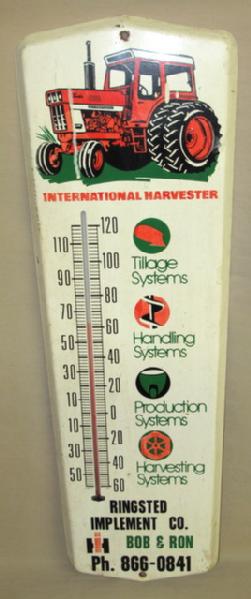 INTERNATIONAL HARVESTER
120
110
100
90
80
70
60
50
40
30
20
10
0
10
20
30
40
50
60
Tillage
Systems
Handling
Systems
Production
Systems
Harvesting
Systems
RINGSTED
IMPLEMENT CO.
IH BOB & RON
Ph. 866-0841